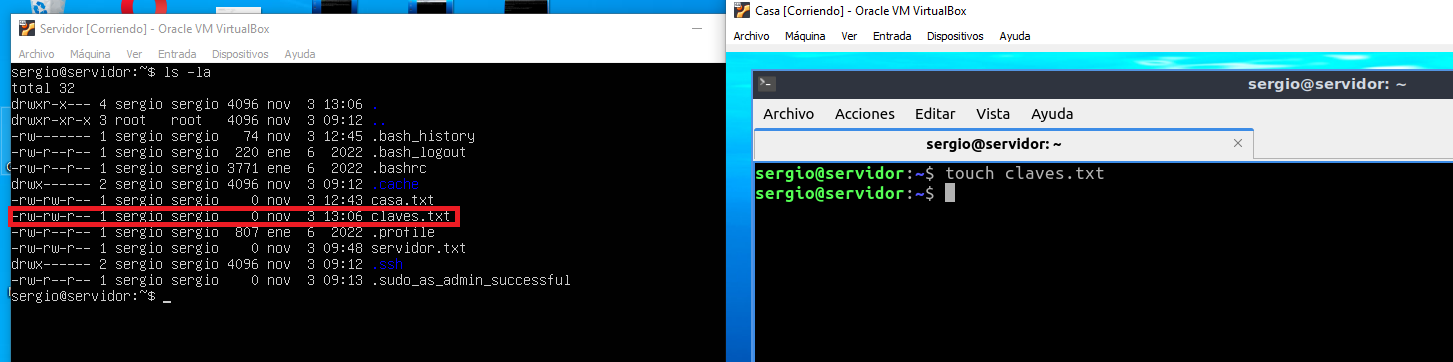 Servidor [Corriendo] - Oracle VM VirtualBox
Archivo Máquina Ver Entrada Dispositivos Ayuda
sergio@servidor:~$ ls -la
total 32
drwxr-x--- 4 sergio sergio 4096 nov  3 13:06 .
drwxr-xr-x 3 root   root   4096 nov  3 09:12 ..
-rw------- 1 sergio sergio   74 nov  3 12:45 .bash_history
-rw-r--r-- 1 sergio sergio  220 ene  6  2022 .bash_logout
-rw-r--r-- 1 sergio sergio 3771 ene  6  2022 .bashrc
drwx------ 2 sergio sergio 4096 nov  3 09:12 .cache
-rw-rw-r-- 1 sergio sergio    0 nov  3 12:43 casa.txt
-rw-rw-r-- 1 sergio sergio    0 nov  3 13:06 claves.txt
-rw-r--r-- 1 sergio sergio  807 ene  6  2022 .profile
-rw-rw-r-- 1 sergio sergio    0 nov  3 09:48 servidor.txt
drwx------ 2 sergio sergio 4096 nov  3 09:12 .ssh
-rw-r--r-- 1 sergio sergio    0 nov  3 09:13 .sudo_as_admin_successful
sergio@servidor:~$ _
Casa [Corriendo] - Oracle VM VirtualBox
Archivo Máquina Ver Entrada Dispositivos Ayuda
sergio@servidor: ~
Archivo Acciones Editar Vista Ayuda
sergio@servidor: ~
sergio@servidor:~$ touch claves.txt
sergio@servidor:~$